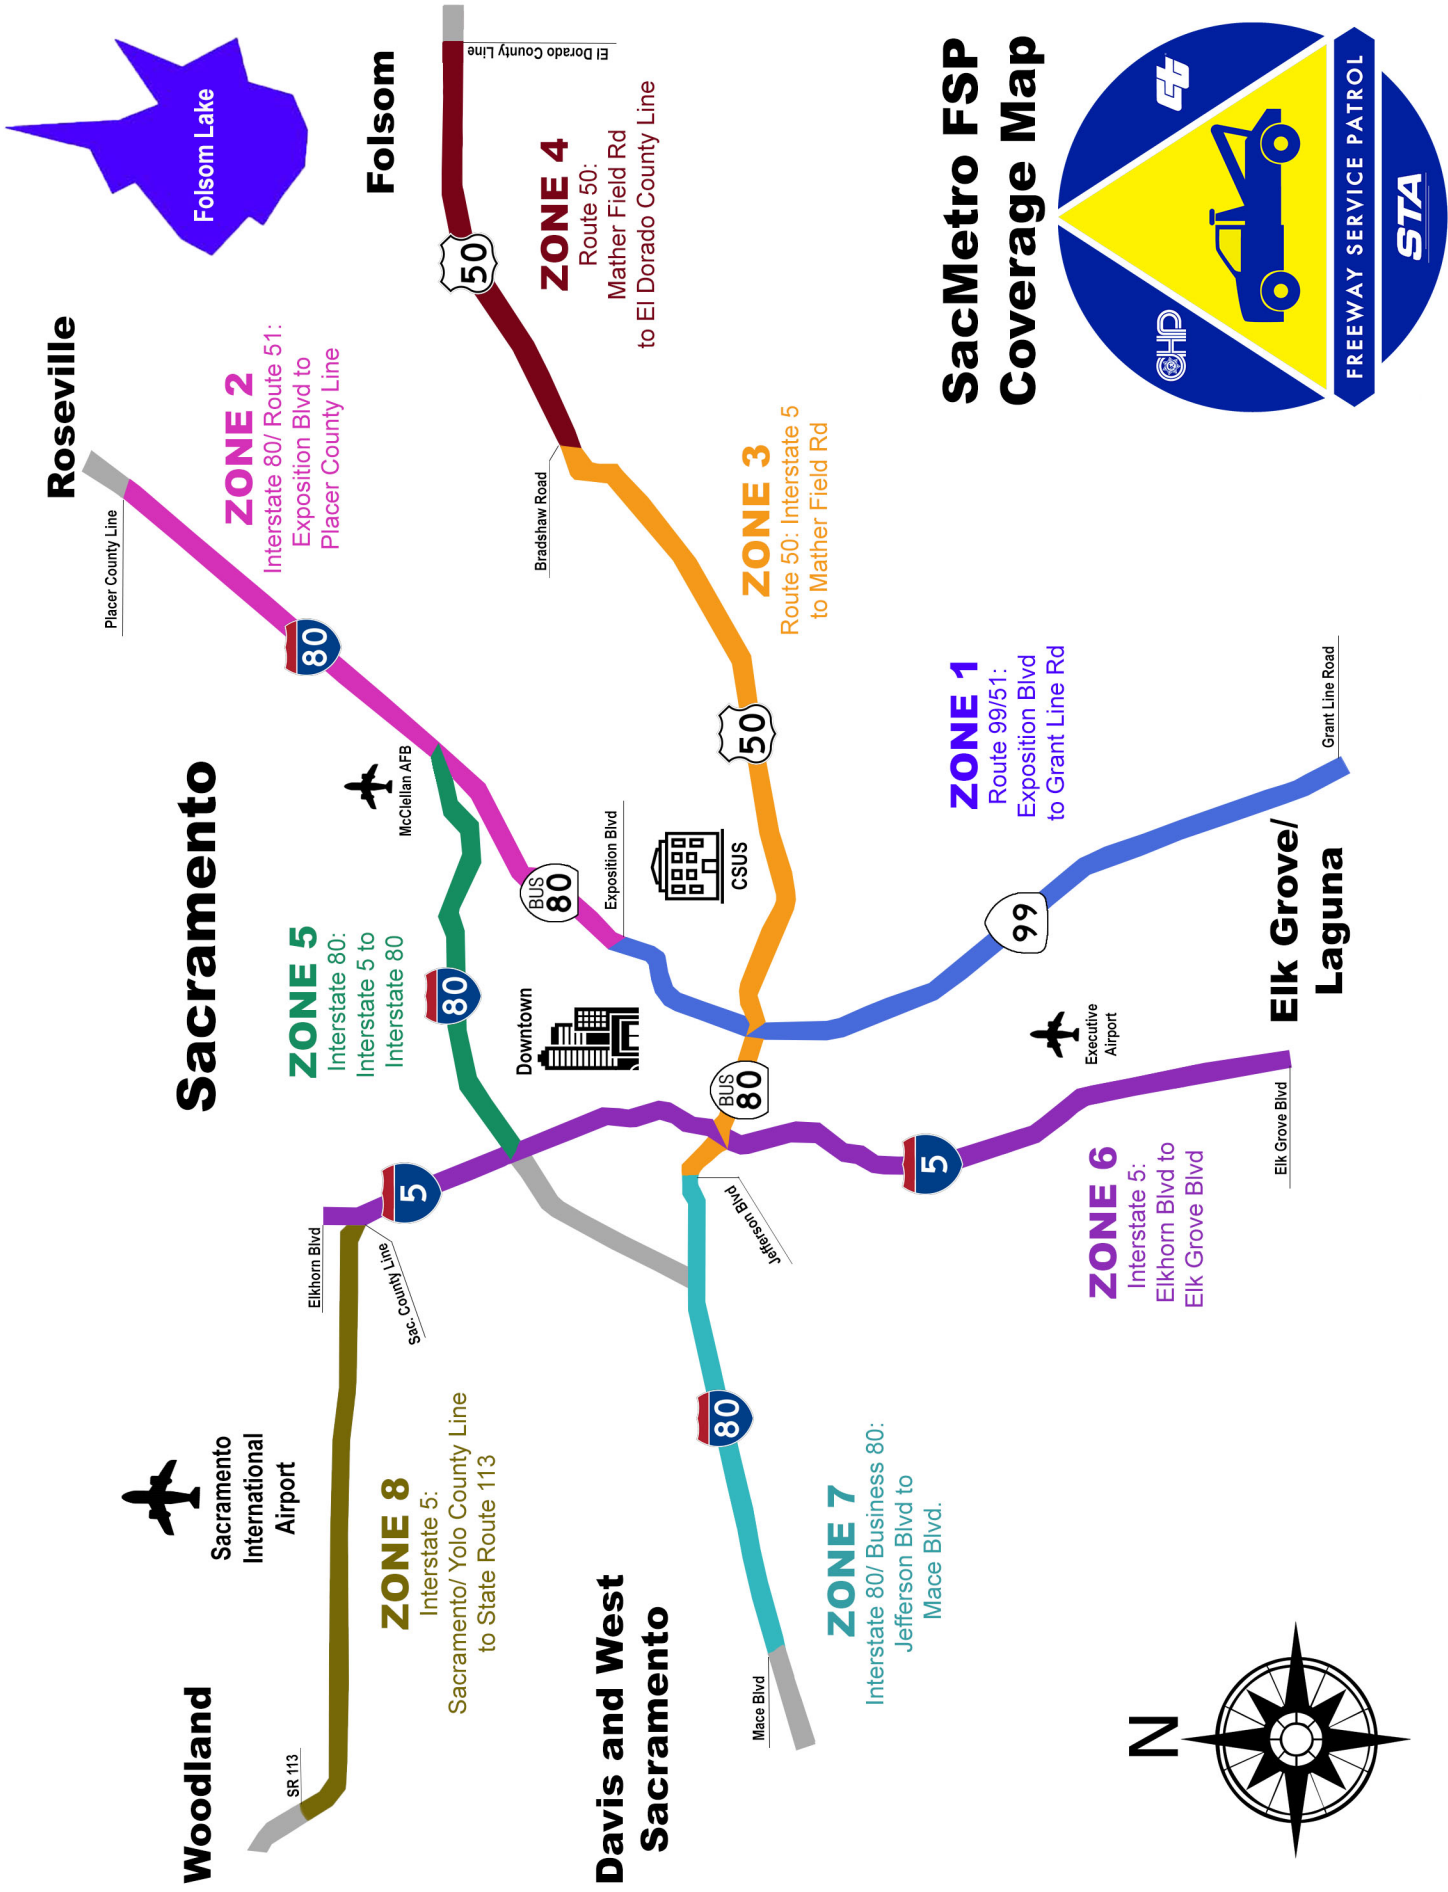 Woodland
SR 113
Sacramento
International
Airport
ZONE 8
Interstate 5:
Sacramento/ Yolo County Line
to State Route 113
Elkhorn Blvd
Sac. County Line
5
Sacramento
ZONE 5
Interstate 80:
Interstate 5 to
Interstate 80
80
McClellan AFB
Roseville
Placer County Line
80
ZONE 2
Interstate 80/ Route 51:
Exposition Blvd to
Placer County Line
Folsom Lake
Folsom
El Dorado County Line
50
ZONE 4
Route 50:
Mather Field Rd
to El Dorado County Line
Bradshaw Road
Downtown
BUS
80
Exposition Blvd
CSUS
50
ZONE 3
Route 50: Interstate 5
to Mather Field Rd
BUS
80
Jefferson Blvd
Davis and West
Sacramento
Mace Blvd
80
ZONE 7
Interstate 80/ Business 80:
Jefferson Blvd to
Mace Blvd.
5
ZONE 6
Interstate 5:
Elkhorn Blvd to
Elk Grove Blvd
Elk Grove Blvd
Executive
Airport
99
ZONE 1
Route 99/51:
Exposition Blvd
to Grant Line Rd
Grant Line Road
Elk Grove/
Laguna
SacMetro FSP
Coverage Map
CHP
ct
FREEWAY SERVICE PATROL
STA
N